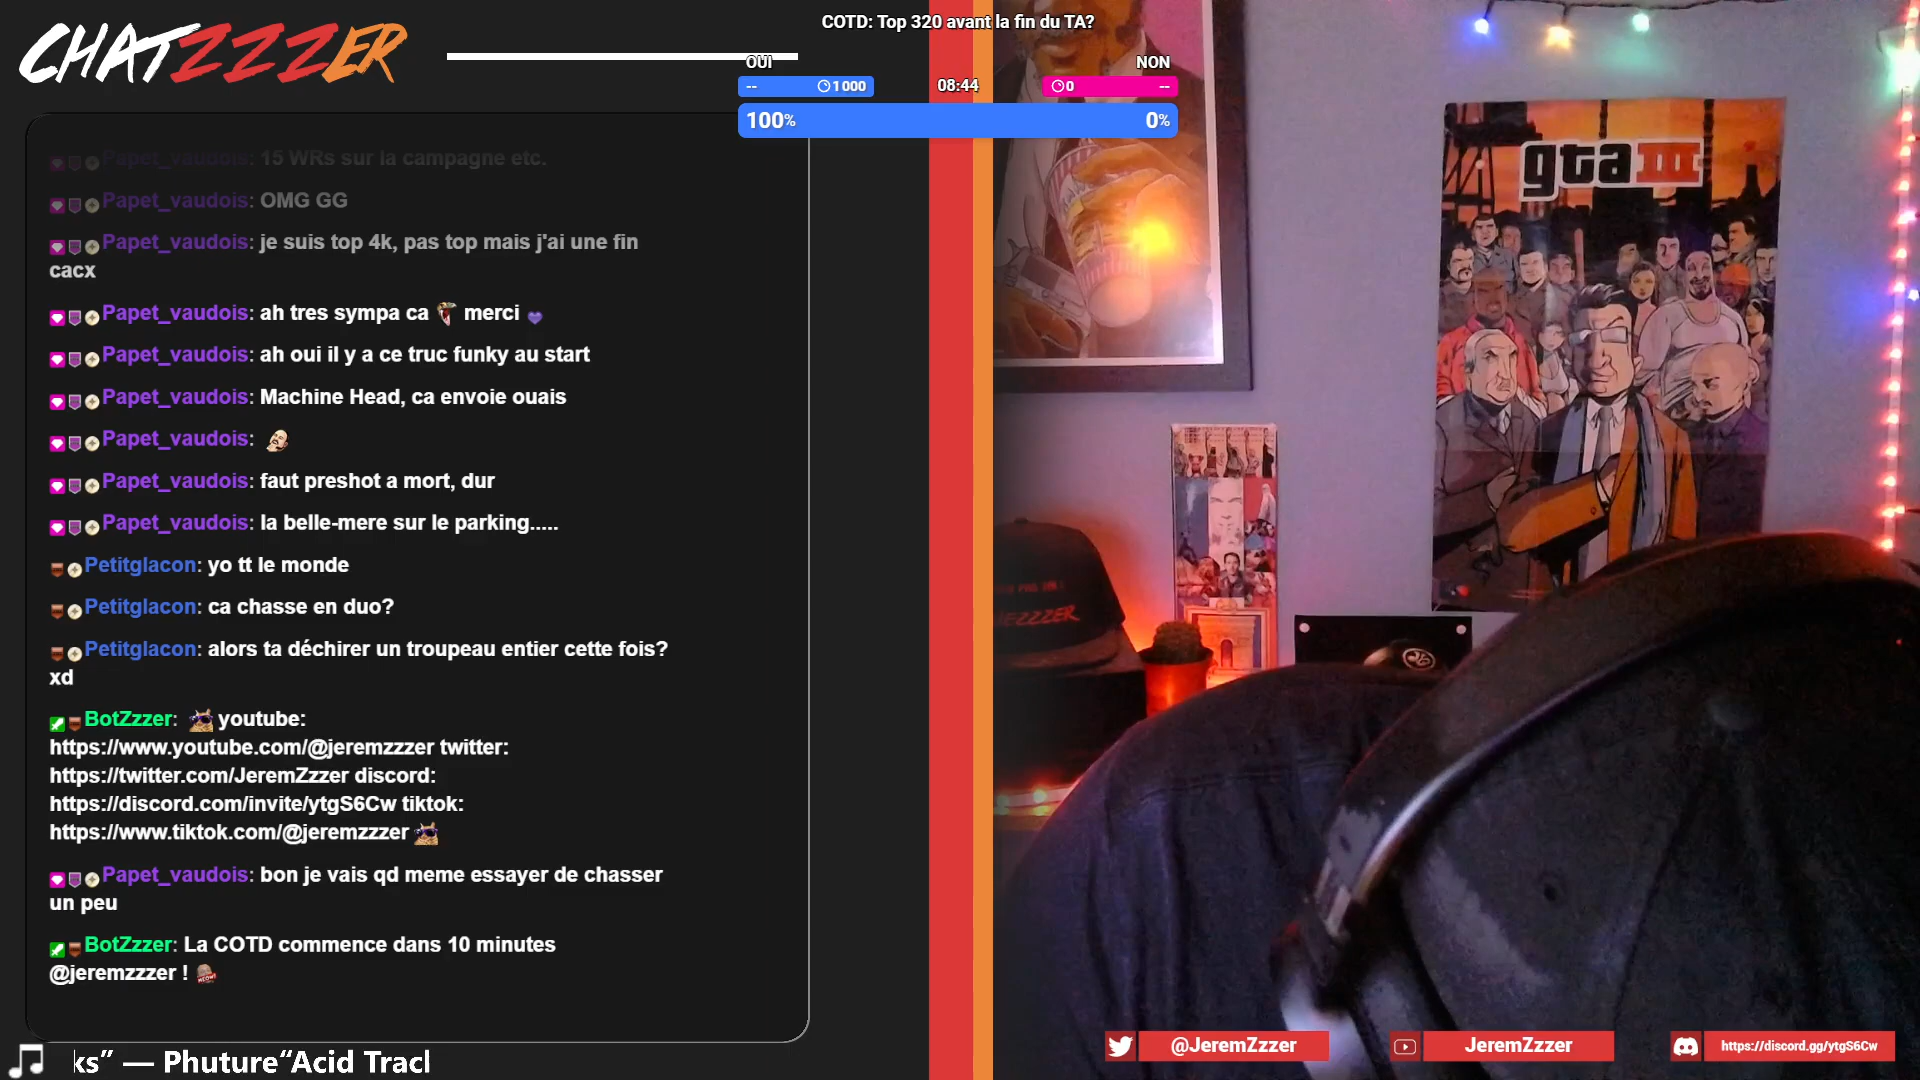 CHATZZZER
COTD: Top 320 avant la fin du TA?
OUI
NON
--
1000
08:44
0
--
100%
0%
Papet_vaudois: 15 WRs sur la campagne etc.
Papet_vaudois: OMG GG
Papet_vaudois: je suis top 4k, pas top mais j'ai une fin
cacx
Papet_vaudois: ah tres sympa ca merci
Papet_vaudois: ah oui il y a ce truc funky au start
Papet_vaudois: Machine Head, ca envoie ouais
Papet_vaudois:
Papet_vaudois: faut preshot a mort, dur
Papet_vaudois: la belle-mere sur le parking.....
Petitglacon: yo tt le monde
Petitglacon: ca chasse en duo?
Petitglacon: alors ta déchirer un troupeau entier cette fois?
xd
BotZzzer: youtube:
https://www.youtube.com/@jeremzzzer twitter:
https://twitter.com/JeremZzzer discord:
https://discord.com/invite/ytgS6Cw tiktok:
https://www.tiktok.com/@jeremzzzer
Papet_vaudois: bon je vais qd meme essayer de chasser
un peu
BotZzzer: La COTD commence dans 10 minutes
@jeremzzzer !
ks” — Phuture“Acid Tracl
gta III
@JeremZzzer
JeremZzzer
https://discord.gg/ytgS6Cw